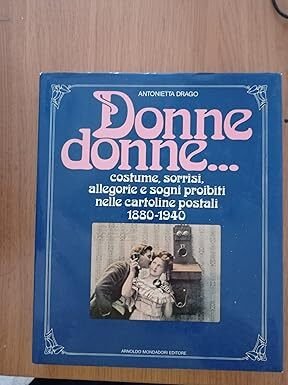 ANTONIETTA DRAGO
Donne
donne...
costume, sorrisi,
allegorie e sogni proibiti
nelle cartoline postali
1880-1940
ARNOLDO MONDADORI EDITORE